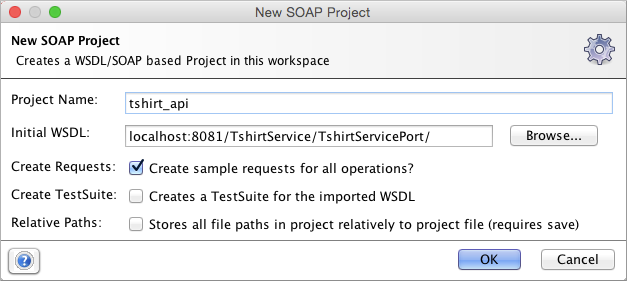 New SOAP Project
New SOAP Project
Creates a WSDL/SOAP based Project in this workspace
Project Name: tshirt_api
Initial WSDL: localhost:8081/TshirtService/TshirtServicePort/ Browse...
Create Requests: Create sample requests for all operations?
Create TestSuite: Creates a TestSuite for the imported WSDL
Relative Paths: Stores all file paths in project relatively to project file (requires save)
? OK Cancel